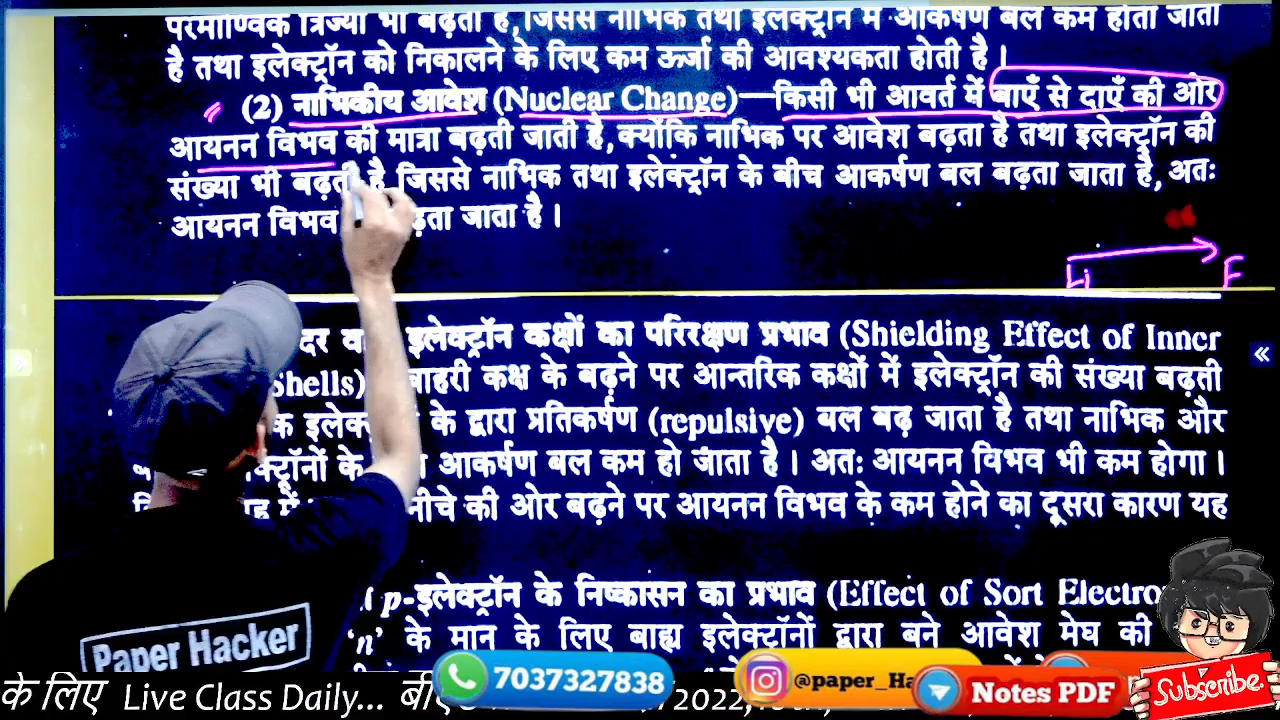 परमाण्विक त्रिज्या भी बढ़ता है, जिससे नाभिक तथा इलेक्ट्रॉन में आकर्षण बल कम होता जाता
है तथा इलेक्ट्रॉन को निकालने के लिए कम ऊर्जा की आवश्यकता होती है।
(2) नाभिकीय आवेश (Nuclear Change)—किसी भी आवर्त में बाएँ से दाएँ की ओर
आयनन विभव की मात्रा बढ़ती जाती है, क्योंकि नाभिक पर आवेश बढ़ता है तथा इलेक्ट्रॉन की
संख्या भी बढ़ती है जिससे नाभिक तथा इलेक्ट्रॉन के बीच आकर्षण बल बढ़ता जाता है, अतः
आयनन विभव ढ़ता जाता है।
Li F
दर इलेक्ट्रॉन कक्षों का परिरक्षण प्रभाव (Shielding Effect of Inner
Shells) बाहरी कक्ष के बढ़ने पर आन्तरिक कक्षों में इलेक्ट्रॉन की संख्या बढ़ती
के द्वारा प्रतिकर्षण (repulsive) बल बढ़ जाता है तथा नाभिक और
क्ट्रॉनों के आकर्षण बल कम हो जाता है। अतः आयनन विभव भी कम होगा।
में नीचे की ओर बढ़ने पर आयनन विभव के कम होने का दूसरा कारण यह
p-इलेक्ट्रॉन के निष्कासन का प्रभाव (Effect of Sort Electro
'n' के मान के लिए बाह्य इलेक्ट्रॉनों द्वारा बने आवेश मेघ की
Paper Hacker
7037327838
@paper_Ha
Notes PDF
Subscribe.
के लिए Live Class Daily... 2022,